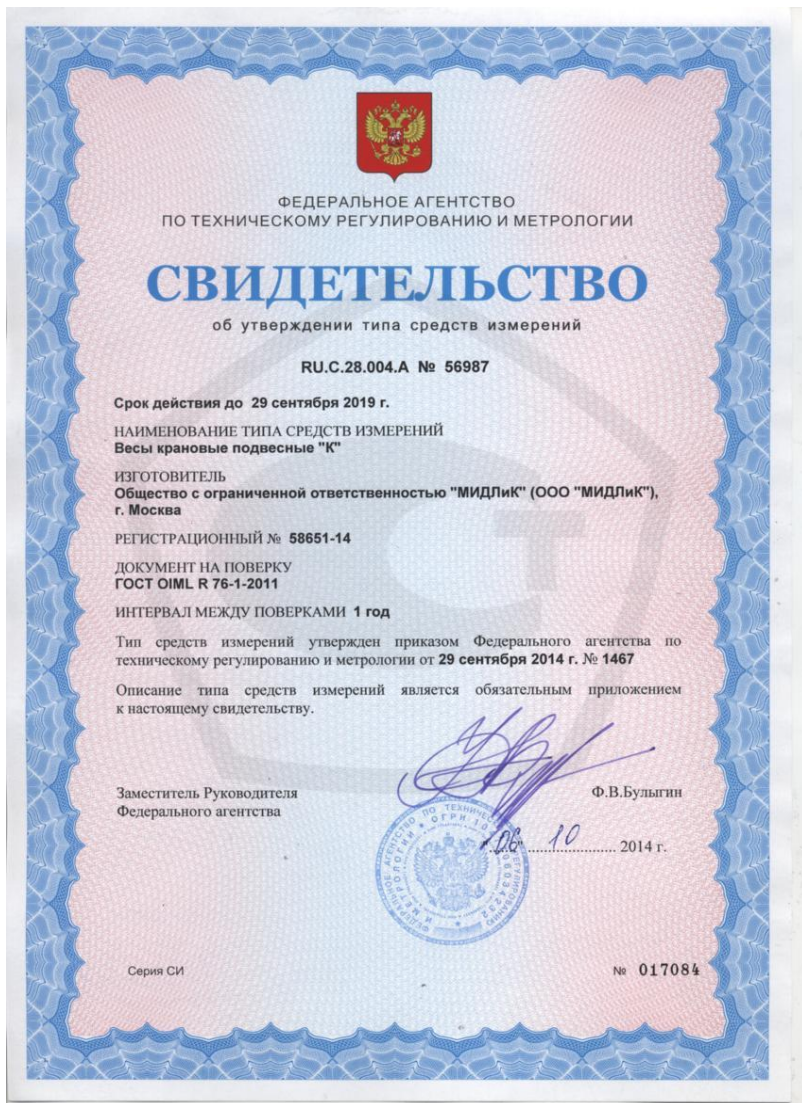 ФЕДЕРАЛЬНОЕ АГЕНТСТВО
ПО ТЕХНИЧЕСКОМУ РЕГУЛИРОВАНИЮ И МЕТРОЛОГИИ
СВИДЕТЕЛЬСТВО
об утверждении типа средств измерений
RU.C.28.004.A № 56987
Срок действия до 29 сентября 2019 г.
НАИМЕНОВАНИЕ ТИПА СРЕДСТВ ИЗМЕРЕНИЙ
Весы крановые подвесные "К"
ИЗГОТОВИТЕЛЬ
Общество с ограниченной ответственностью "МИДЛиК" (ООО "МИДЛиК"),
г. Москва
РЕГИСТРАЦИОННЫЙ № 58651-14
ДОКУМЕНТ НА ПОВЕРКУ
ГОСТ OIML R 76-1-2011
ИНТЕРВАЛ МЕЖДУ ПОВЕРКАМИ 1 год
Тип средств измерений утвержден приказом Федерального агентства по
техническому регулированию и метрологии от 29 сентября 2014 г. № 1467
Описание типа средств измерений является обязательным приложением
к настоящему свидетельству.
Заместитель Руководителя
Ф.В.Булыгин
Федерального агентства
"06" 10 2014 г.
Серия СИ
№ 017084